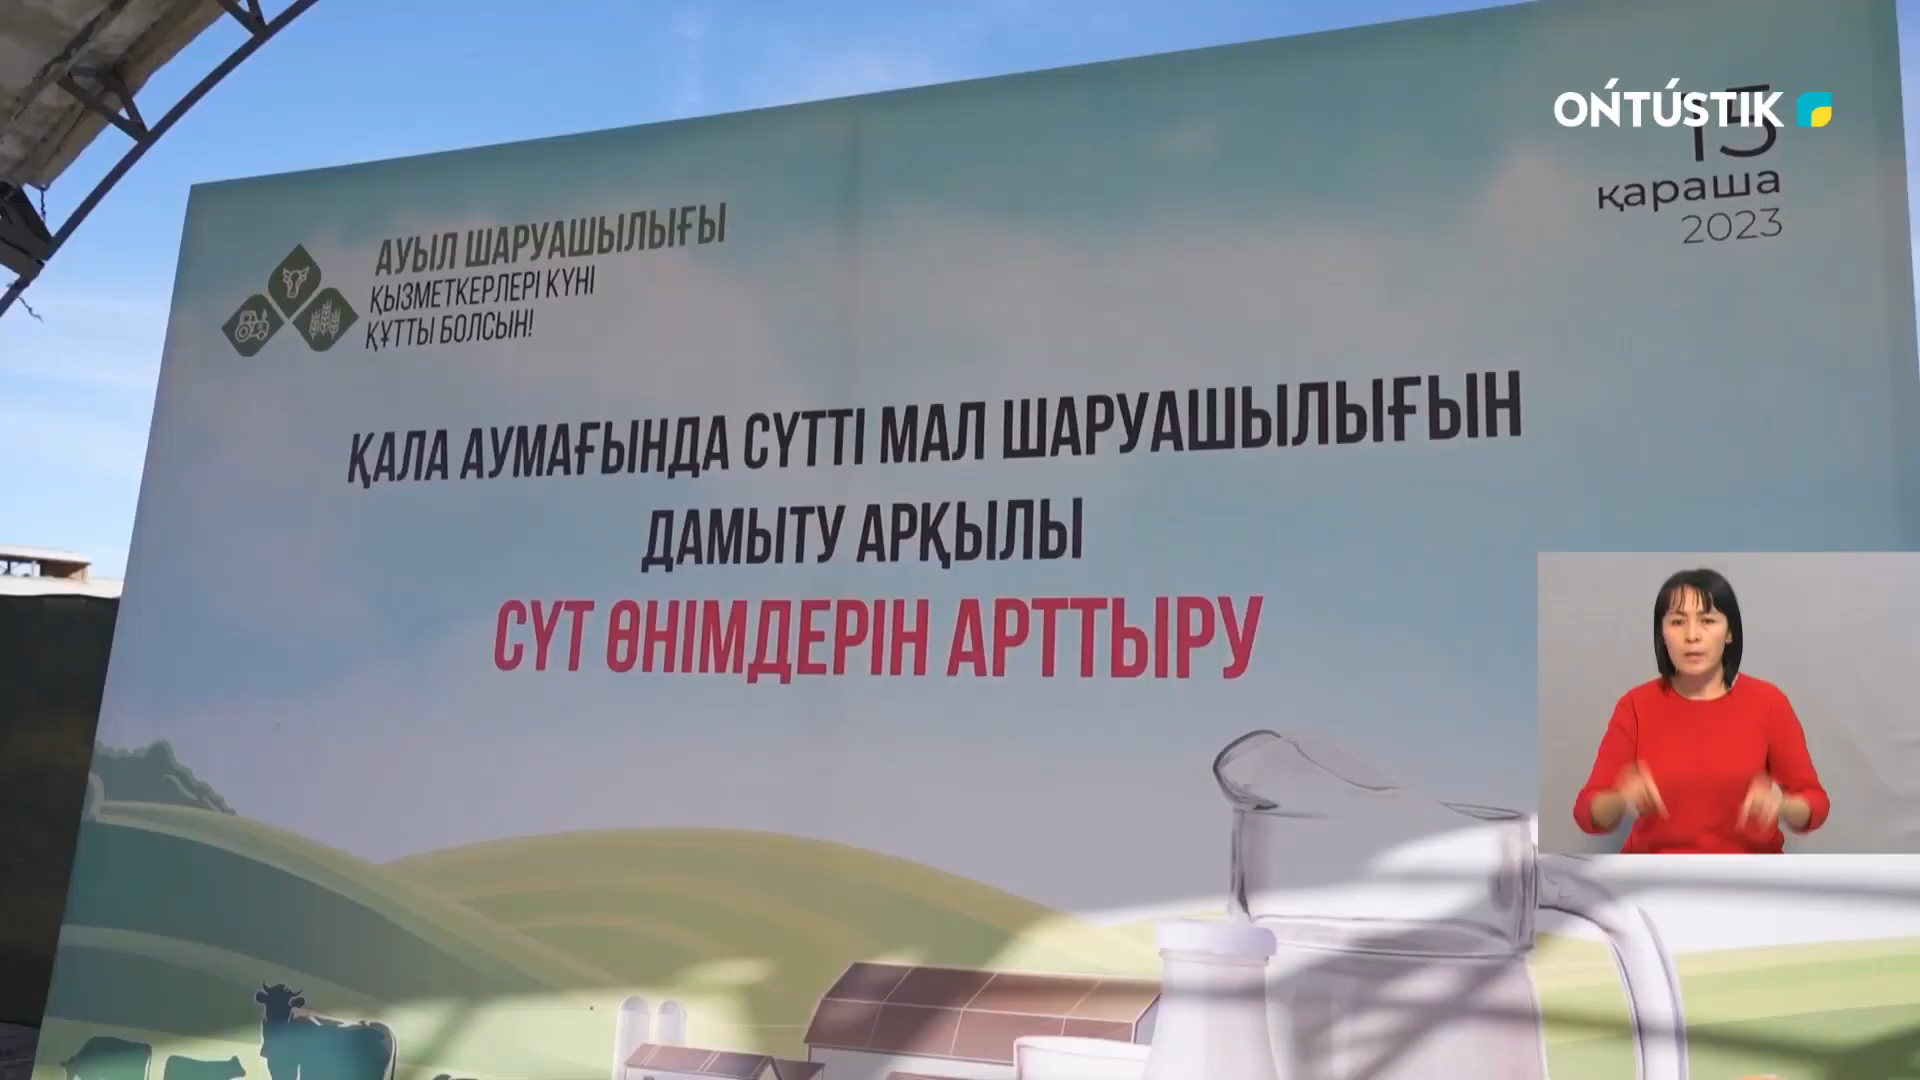 OŃTÚSTIK
15
қараша
2023
АУЫЛ ШАРУАШЫЛЫҒЫ
ҚЫЗМЕТКЕРЛЕРІ КҮНІ
ҚҰТТЫ БОЛСЫН!
ҚАЛА АУМАҒЫНДА СҮТТІ МАЛ ШАРУАШЫЛЫҒЫН
ДАМЫТУ АРҚЫЛЫ
СҮТ ӨНІМДЕРІН АРТТЫРУ